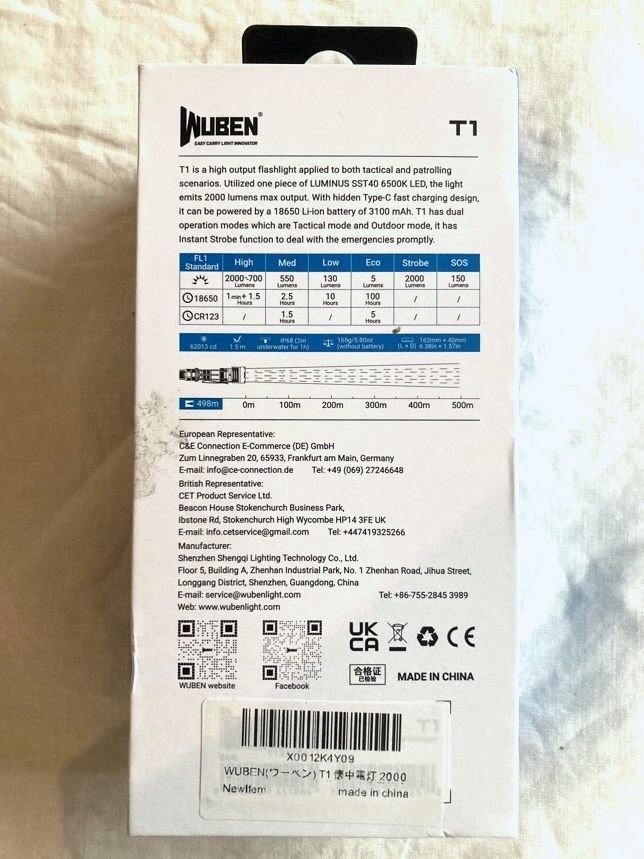 WUBEN®
EASY CARRY LIGHT INNOVATOR
T1
T1 is a high output flashlight applied to both tactical and patrolling
scenarios. Utilized one piece of LUMINUS SST40 6500K LED, the light
emits 2000 lumens max output. With hidden Type-C fast charging design,
it can be powered by a 18650 Li-ion battery of 3100 mAh. T1 has dual
operation modes which are Tactical mode and Outdoor mode, it has
Instant Strobe function to deal with the emergencies promptly.
FL1 Standard High Med Low Eco Strobe SOS
2000~700 Lumens 550 Lumens 130 Lumens 5 Lumens 2000 Lumens 150 Lumens
18650 1 min+ 1.5 Hours 2.5 Hours 10 Hours 100 Hours / /
CR123 / 1.5 Hours / 5 Hours / /
62013 cd 1.5 m IP68 (2m underwater for 1h) 165g/5.80oz (without battery) (L × D) 162mm × 40mm 6.38in × 1.57in
498m 0m 100m 200m 300m 400m 500m
European Representative:
C&E Connection E-Commerce (DE) GmbH
Zum Linnegraben 20, 65933, Frankfurt am Main, Germany
E-mail: info@ce-connection.de Tel: +49 (069) 27246648
British Representative:
CET Product Service Ltd.
Beacon House Stokenchurch Business Park,
Ibstone Rd, Stokenchurch High Wycombe HP14 3FE UK
E-mail: info.cetservice@gmail.com Tel: +447419325266
Manufacturer:
Shenzhen Shengqi Lighting Technology Co., Ltd.
Floor 5, Building A, Zhenhan Industrial Park, No. 1 Zhenhan Road, Jihua Street,
Longgang District, Shenzhen, Guangdong, China
E-mail: service@wubenlight.com Tel: +86-755-2845 3989
Web: www.wubenlight.com
UK
CA
CE
合格证
已检验
MADE IN CHINA
WUBEN website
Facebook
T1
X0012K4Y09
WUBEN(ワーベン) T1 懐中電灯 2000
NewItem made in china